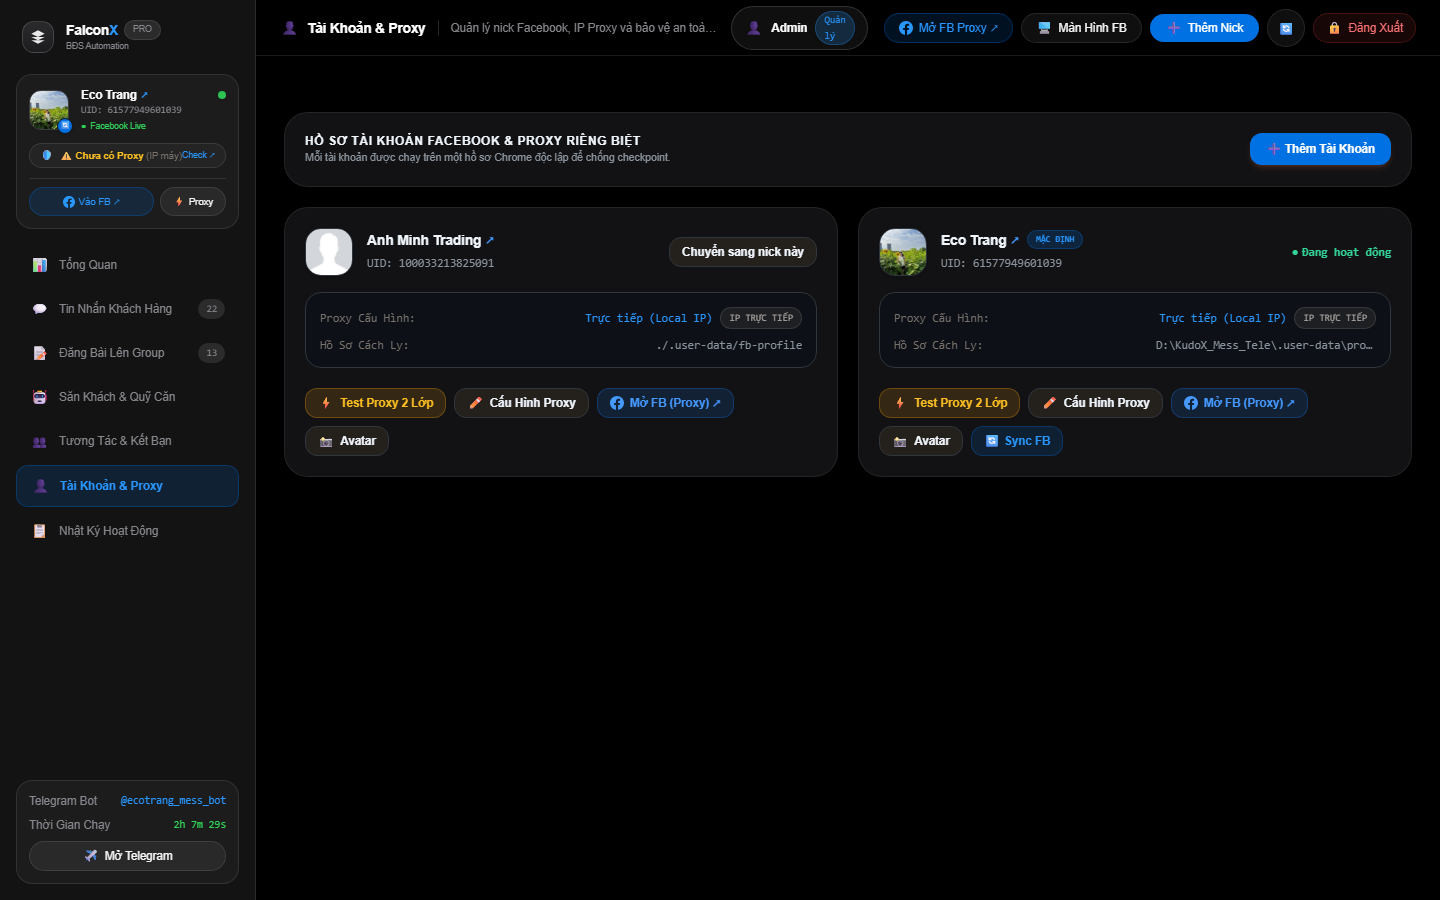 FalconX PRO
BĐS Automation
Eco Trang ↗
UID: 61577949601039
Facebook Live
Chưa có Proxy (IP máy) Check ↗
Vào FB ↗
Proxy
Tổng Quan
Tin Nhắn Khách Hàng 22
Đăng Bài Lên Group 13
Săn Khách & Quỹ Căn
Tương Tác & Kết Bạn
Tài Khoản & Proxy
Nhật Ký Hoạt Động
Telegram Bot @ecotrang_mess_bot
Thời Gian Chạy 2h 7m 29s
Mở Telegram
Tài Khoản & Proxy
Quản lý nick Facebook, IP Proxy và bảo vệ an toà...
Admin Quản lý
Mở FB Proxy ↗
Màn Hình FB
Thêm Nick
Đăng Xuất
HỒ SƠ TÀI KHOẢN FACEBOOK & PROXY RIÊNG BIỆT
Mỗi tài khoản được chạy trên một hồ sơ Chrome độc lập để chống checkpoint.
Thêm Tài Khoản
Anh Minh Trading ↗
UID: 100033213825091
Chuyển sang nick này
Proxy Cấu Hình: Trực tiếp (Local IP) IP TRỰC TIẾP
Hồ Sơ Cách Ly: ./.user-data/fb-profile
Test Proxy 2 Lớp
Cấu Hình Proxy
Mở FB (Proxy) ↗
Avatar
Eco Trang ↗ MẶC ĐỊNH
UID: 61577949601039
Đang hoạt động
Proxy Cấu Hình: Trực tiếp (Local IP) IP TRỰC TIẾP
Hồ Sơ Cách Ly: D:\KudoX_Mess_Tele\.user-data\pro…
Test Proxy 2 Lớp
Cấu Hình Proxy
Mở FB (Proxy) ↗
Avatar
Sync FB